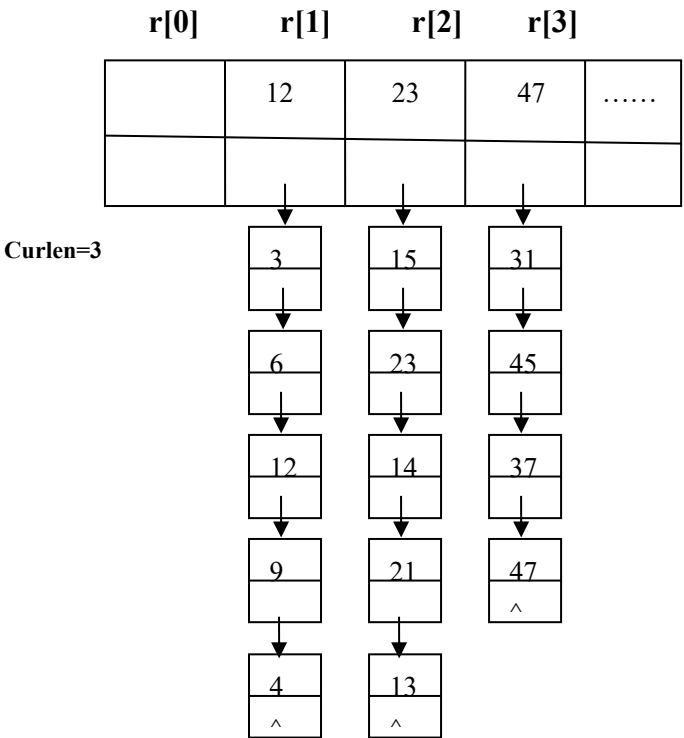 r[0] r[1] r[2] r[3]
12 23 47 ……
Curlen=3
3 15 31
6 23 45
12 14 37
9 21 47
^
4 13
^ ^